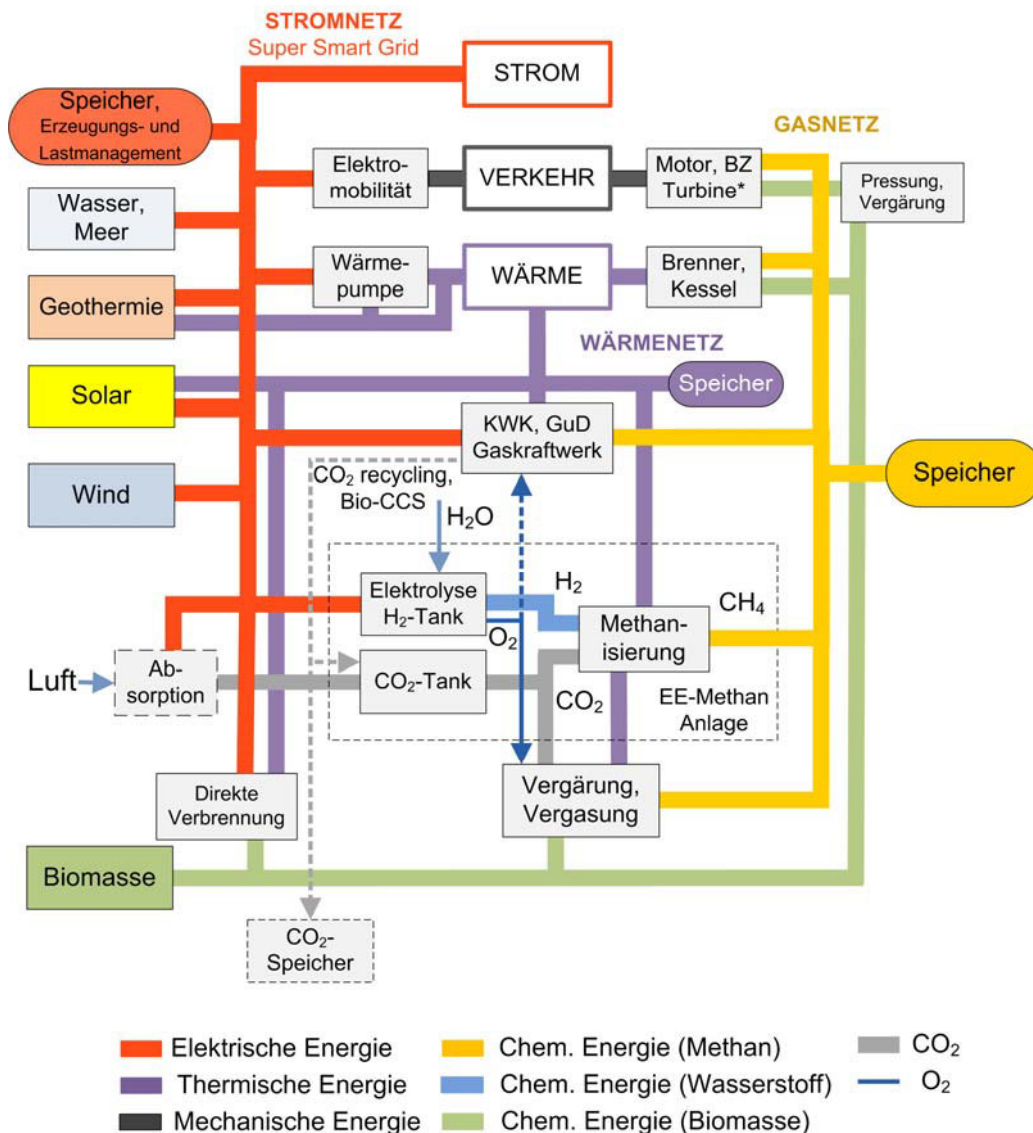 STROMNETZ
Super Smart Grid
STROM
Speicher,
Erzeugungs- und
Lastmanagement
GASNETZ
Elektro-
mobilität
VERKEHR
Motor, BZ
Turbine*
Pressung,
Vergärung
Wasser,
Meer
Wärme-
pumpe
WÄRME
Brenner,
Kessel
Geothermie
WÄRMENETZ
Solar
Speicher
KWK, GuD
Gaskraftwerk
Speicher
Wind
CO₂ recycling,
Bio-CCS
H₂O
Elektrolyse
H₂-Tank
H₂
O₂
Methan-
isierung
CH₄
Luft
Ab-
sorption
CO₂-Tank
CO₂
EE-Methan
Anlage
Direkte
Verbrennung
Vergärung,
Vergasung
Biomasse
CO₂-
Speicher
Elektrische Energie
Thermische Energie
Mechanische Energie
Chem. Energie (Methan)
Chem. Energie (Wasserstoff)
Chem. Energie (Biomasse)
CO₂
O₂